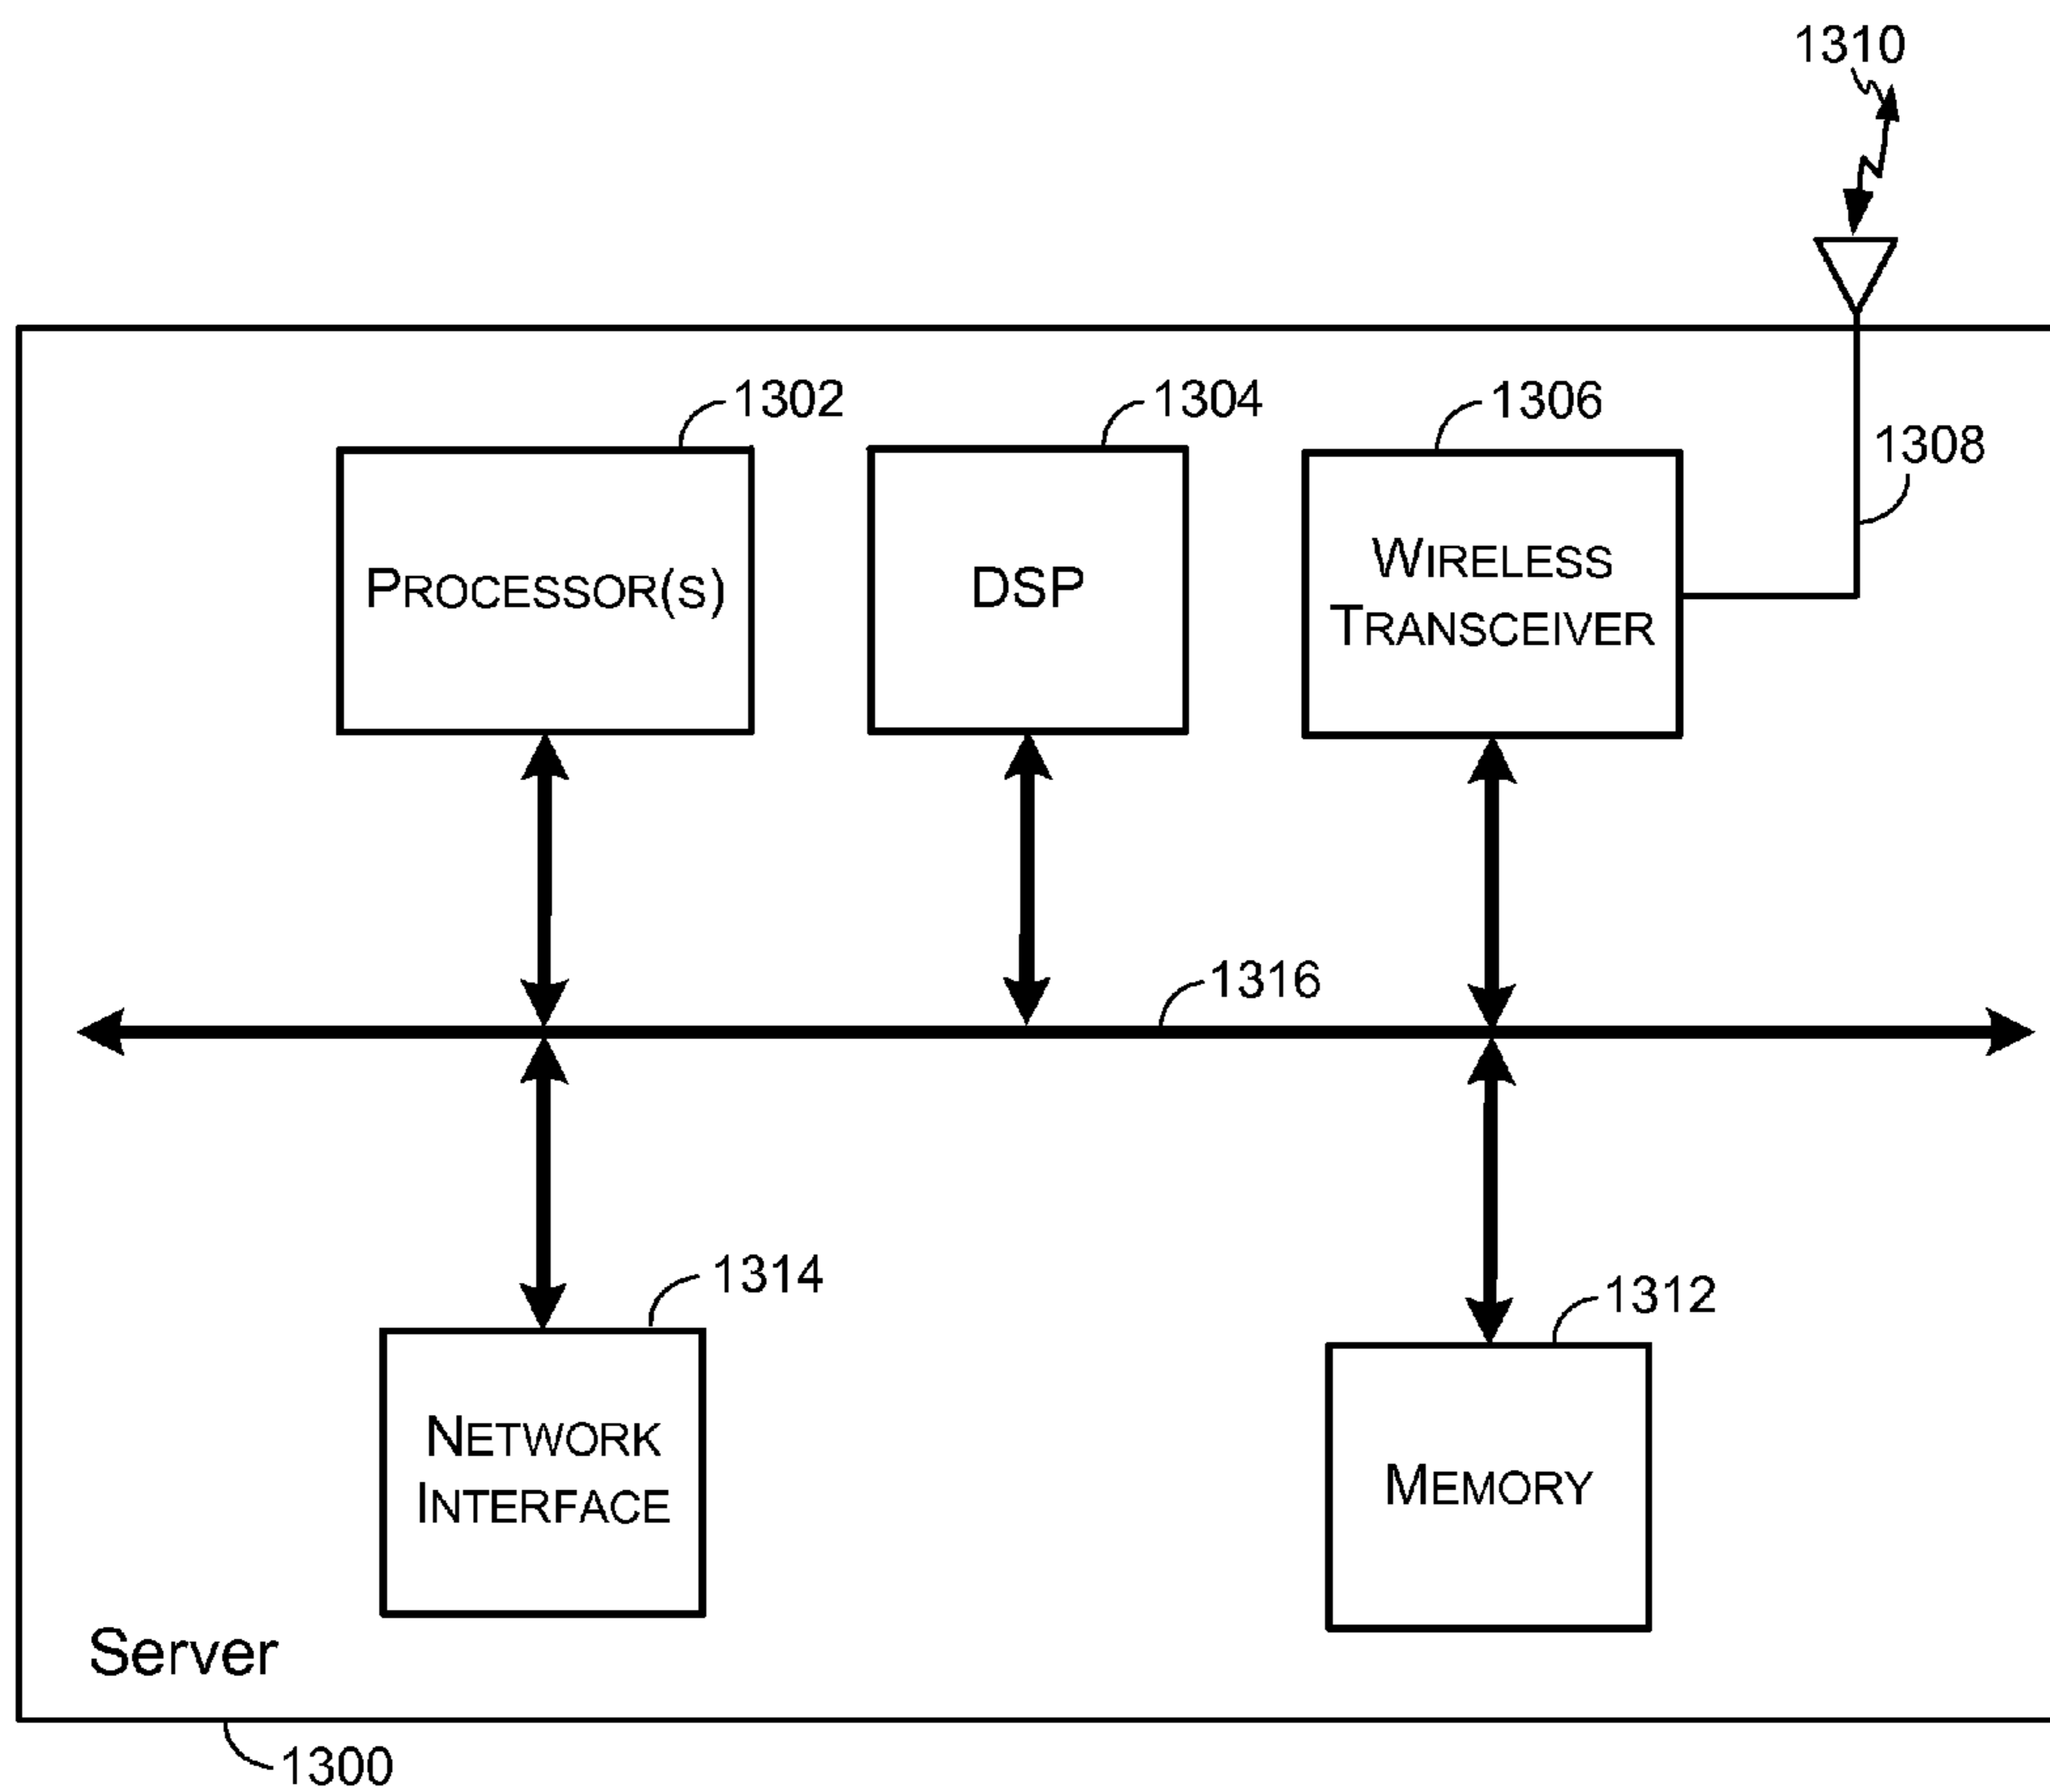 1310
1302
1304
1306
1308
PROCESSOR(S)
DSP
WIRELESS
TRANSCEIVER
1316
1314
1312
NETWORK
INTERFACE
MEMORY
Server
1300